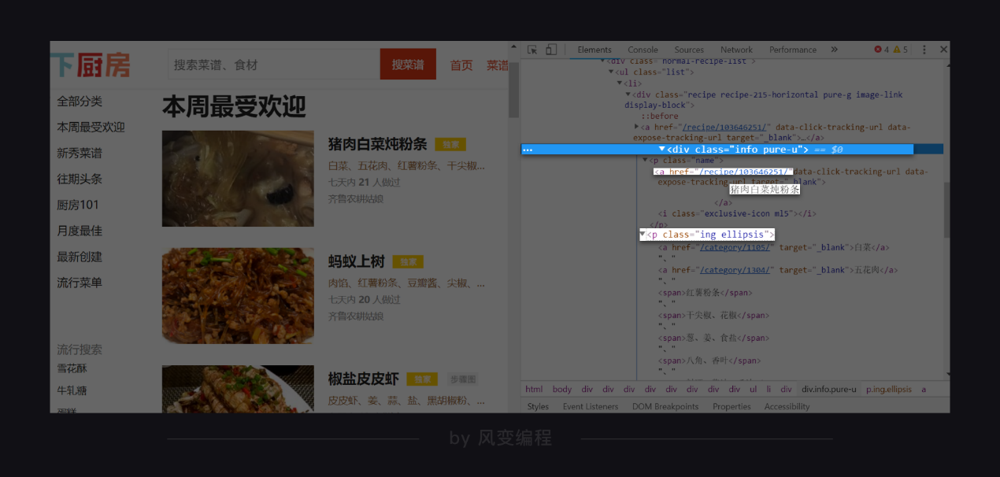 下厨房
搜索菜谱、食材
搜菜谱
首页
菜谱
全部分类
本周最受欢迎
新秀菜谱
往期头条
厨房101
月度最佳
最新创建
流行菜单
流行搜索
雪花酥
牛轧糖
蛋糕
本周最受欢迎
猪肉白菜炖粉条 独家
白菜、五花肉、红薯粉条、干尖椒...
七天内 21 人做过
齐鲁农耕姑娘
蚂蚁上树 独家
肉馅、红薯粉条、豆瓣酱、尖椒、...
七天内 20 人做过
齐鲁农耕姑娘
椒盐皮皮虾 独家 步骤图
皮皮虾、姜、蒜、盐、黑胡椒粉、...
Elements Console Sources Network Performance » 4 5
<div class="normal-recipe-list">
<ul class="list">
<li>
<div class="recipe recipe-215-horizontal pure-g image-link
display-block">
::before
<a href="/recipe/103646251/" data-click-tracking-url data-
expose-tracking-url target="_blank">…</a>
<div class="info pure-u"> == $0
<p class="name">
<a href="/recipe/103646251/"data-click-tracking-url data-
expose-tracking-url target="_blank">
猪肉白菜炖粉条
</a>
<i class="exclusive-icon ml5"></i>
</p>
<p class="ing ellipsis">
<a href="/category/1105/" target="_blank">白菜</a>
"、"
<a href="/category/1304/" target="_blank">五花肉</a>
"、"
<span>红薯粉条</span>
"、"
<span>干尖椒、花椒</span>
"、"
<span>葱、姜、食盐</span>
"、"
<span>八角、香叶</span>
"、"
html body div div div div div div div div ul li div div.info.pure-u p.ing.ellipsis a
Styles Event Listeners DOM Breakpoints Properties Accessibility
by 风变编程